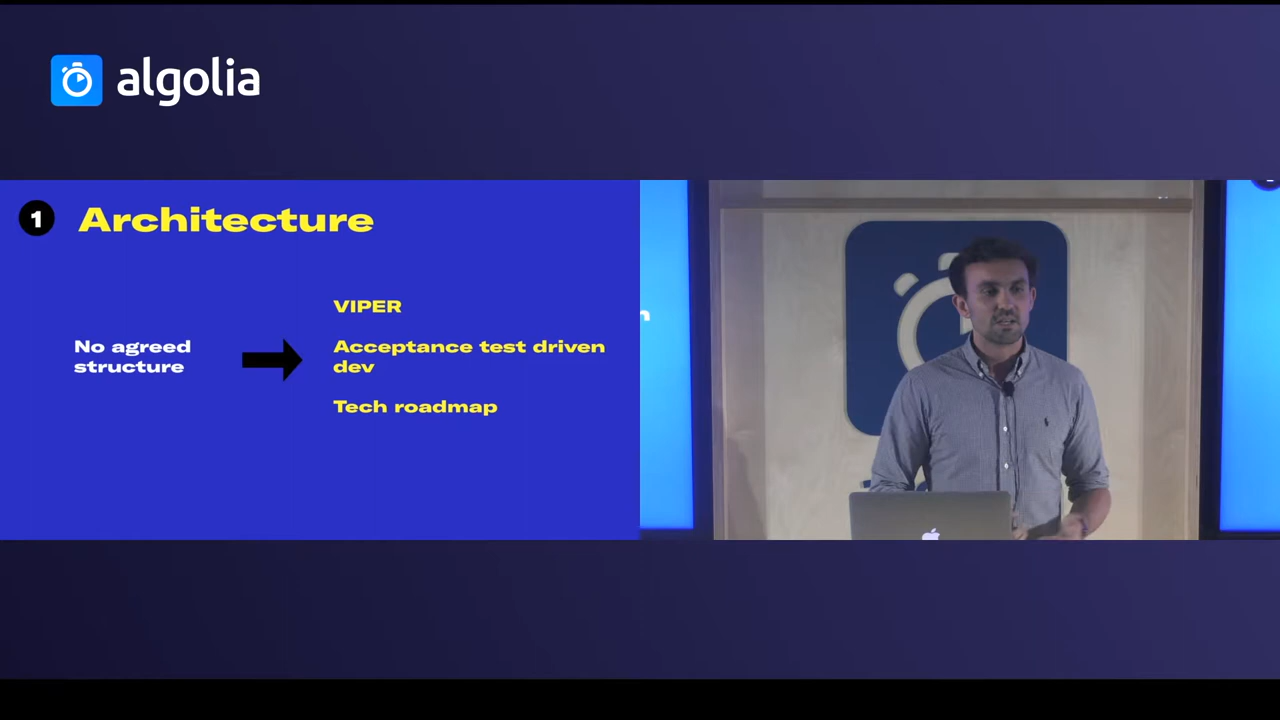 algolia
1 Architecture
VIPER
No agreed
structure
Acceptance test driven
dev
Tech roadmap